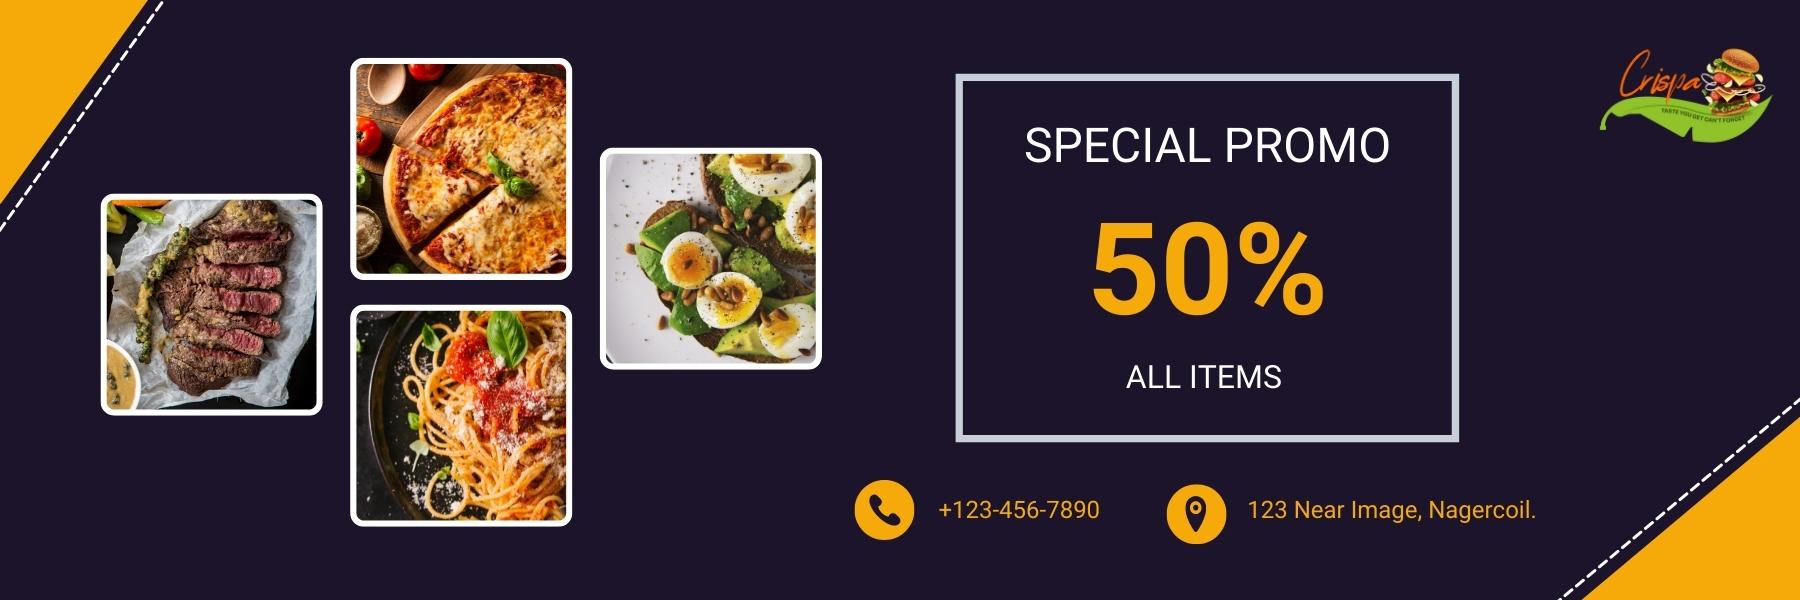 Crispa
TASTE YOU GET CAN'T FORGET
SPECIAL PROMO
50%
ALL ITEMS
+123-456-7890
123 Near Image, Nagercoil.